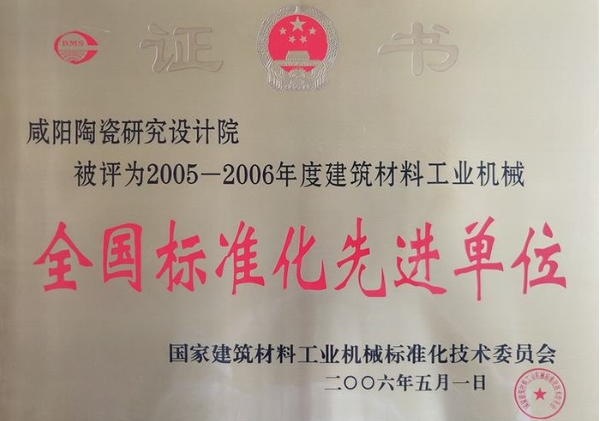 BMS
证书
咸阳陶瓷研究设计院
被评为2005—2006年度建筑材料工业机械
全国标准化先进单位
国家建筑材料工业机械标准化技术委员会
二〇〇六年五月一日